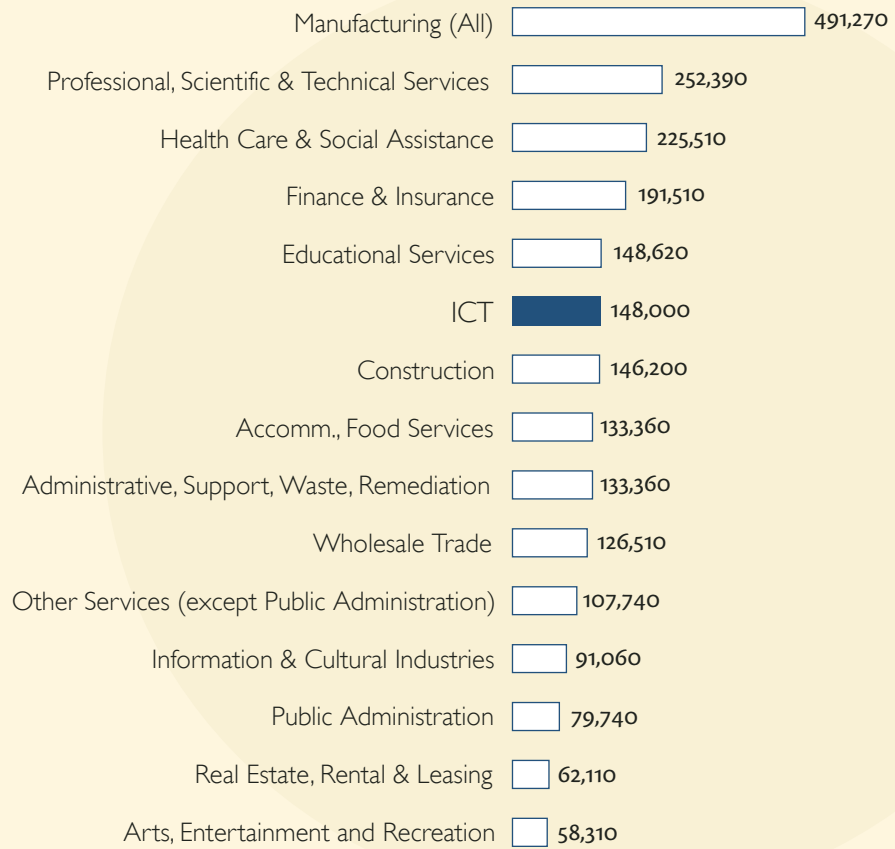 Manufacturing (All) 491,270
Professional, Scientific & Technical Services 252,390
Health Care & Social Assistance 225,510
Finance & Insurance 191,510
Educational Services 148,620
ICT 148,000
Construction 146,200
Accomm., Food Services 133,360
Administrative, Support, Waste, Remediation 133,360
Wholesale Trade 126,510
Other Services (except Public Administration) 107,740
Information & Cultural Industries 91,060
Public Administration 79,740
Real Estate, Rental & Leasing 62,110
Arts, Entertainment and Recreation 58,310